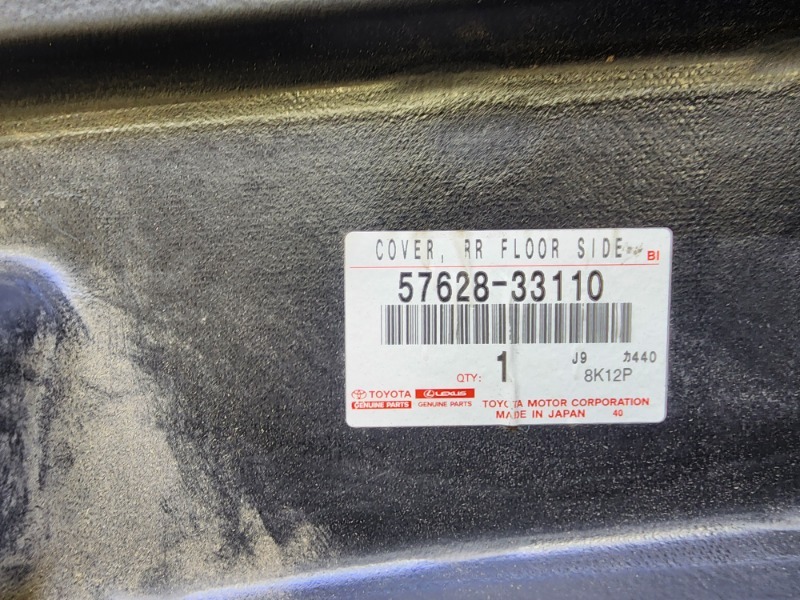 COVER, RR FLOOR SIDE
BI
57628-33110
QTY: 1
J9 カ440
8K12P
TOYOTA
GENUINE PARTS
LEXUS
GENUINE PARTS
TOYOTA MOTOR CORPORATION
MADE IN JAPAN 40